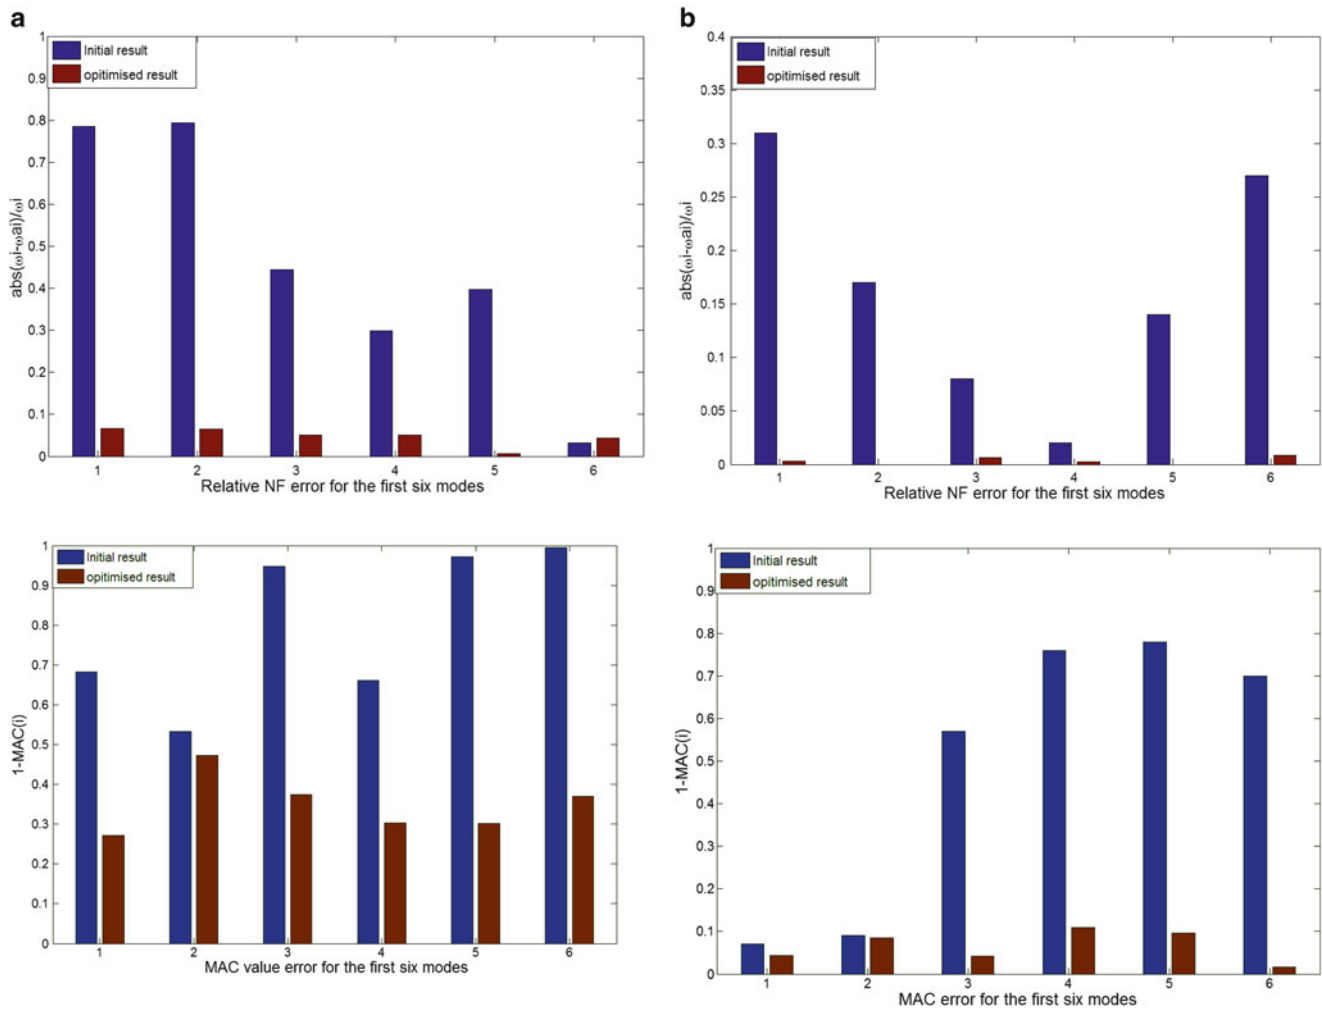 a
1
0.9
0.8
0.7
0.6
0.5
0.4
0.3
0.2
0.1
0
abs(ωi-ωai)/ωi
Initial result
opitimised result
1 2 3 4 5 6
Relative NF error for the first six modes
b
0.4
0.35
0.3
0.25
0.2
0.15
0.1
0.05
0
abs(ωi-ωai)/ωi
Initial result
opitimised result
1 2 3 4 5 6
Relative NF error for the first six modes
1
0.9
0.8
0.7
0.6
0.5
0.4
0.3
0.2
0.1
0
1-MAC(i)
Initial result
opitimised result
1 2 3 4 5 6
MAC value error for the first six modes
1
0.9
0.8
0.7
0.6
0.5
0.4
0.3
0.2
0.1
0
1-MAC(i)
Initial result
opitimised result
1 2 3 4 5 6
MAC error for the first six modes